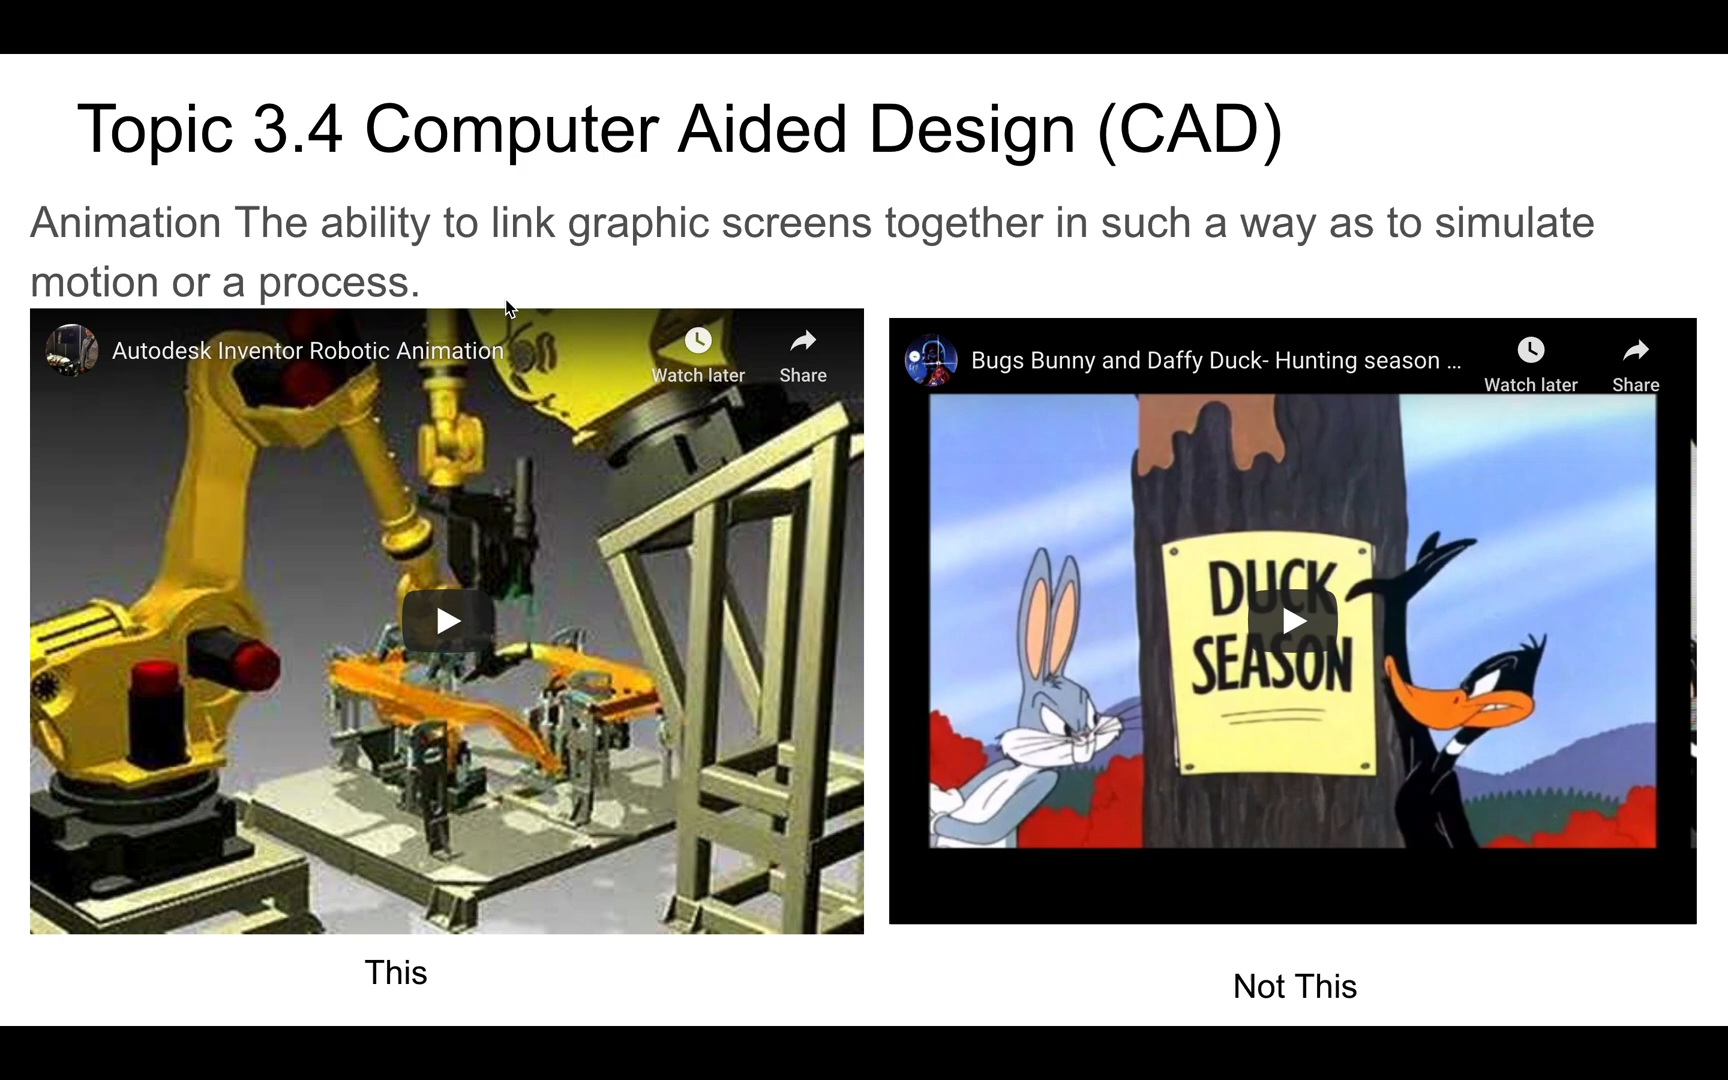 Topic 3.4 Computer Aided Design (CAD)
Animation The ability to link graphic screens together in such a way as to simulate
motion or a process.
Autodesk Inventor Robotic Animation
Watch later
Share
Bugs Bunny and Daffy Duck- Hunting season ...
Watch later
Share
DUCK
SEASON
This
Not This